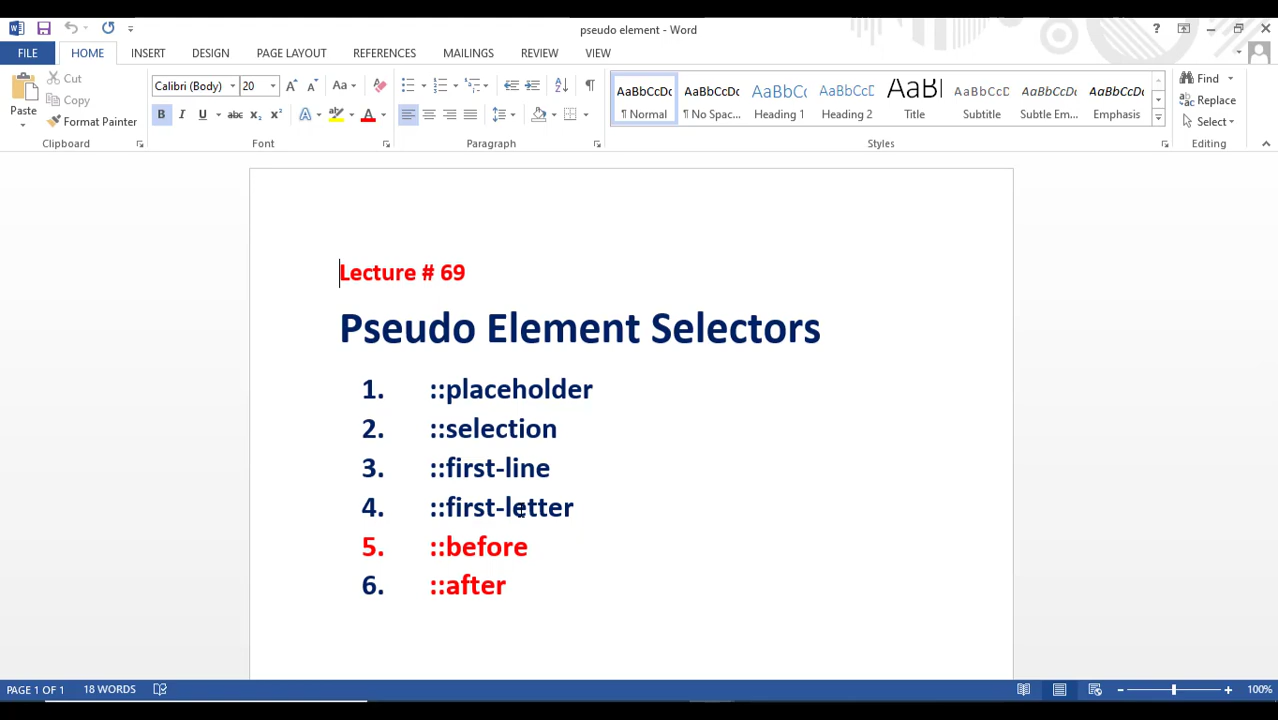 pseudo element - Word
FILE HOME INSERT DESIGN PAGE LAYOUT REFERENCES MAILINGS REVIEW VIEW
Paste
Cut
Copy
Format Painter
Clipboard
Calibri (Body) 20
Font
Paragraph
AaBbCcDc AaBbCcDc AaBbCc AaBbCcD AaBl AaBbCcD AaBbCcDc AaBbCcDc
¶ Normal ¶ No Spac... Heading 1 Heading 2 Title Subtitle Subtle Em... Emphasis
Styles
Find
Replace
Select
Editing
Lecture # 69
Pseudo Element Selectors
1. ::placeholder
2. ::selection
3. ::first-line
4. ::first-letter
5. ::before
6. ::after
PAGE 1 OF 1 18 WORDS 100%